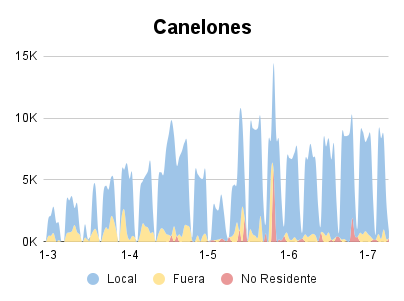 Canelones
15K
10K
5K
0K
1-3 1-4 1-5 1-6 1-7
Local Fuera No Residente